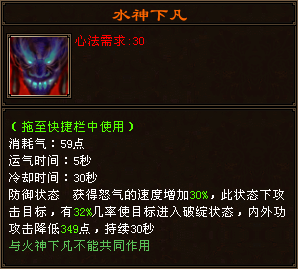 水神下凡
心法需求:30
（拖至快捷栏中使用）
消耗气：59点
运气时间：5秒
冷却时间：30秒
防御状态 获得怒气的速度增加30%，此状态下攻
击目标，有32%几率使目标进入破绽状态，内外功
攻击降低349点，持续30秒
与火神下凡不能共同作用